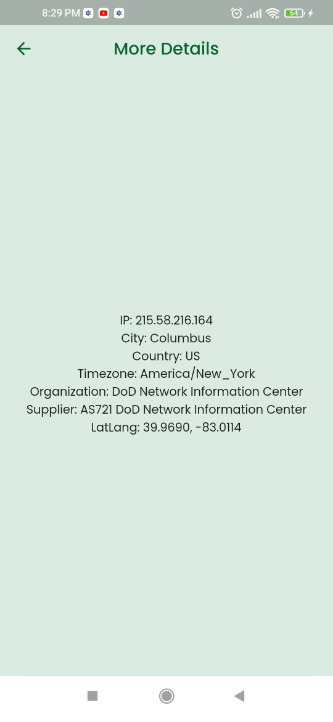 8:29 PM
64
More Details
IP: 215.58.216.164
City: Columbus
Country: US
Timezone: America/New_York
Organization: DoD Network Information Center
Supplier: AS721 DoD Network Information Center
LatLang: 39.9690, -83.0114